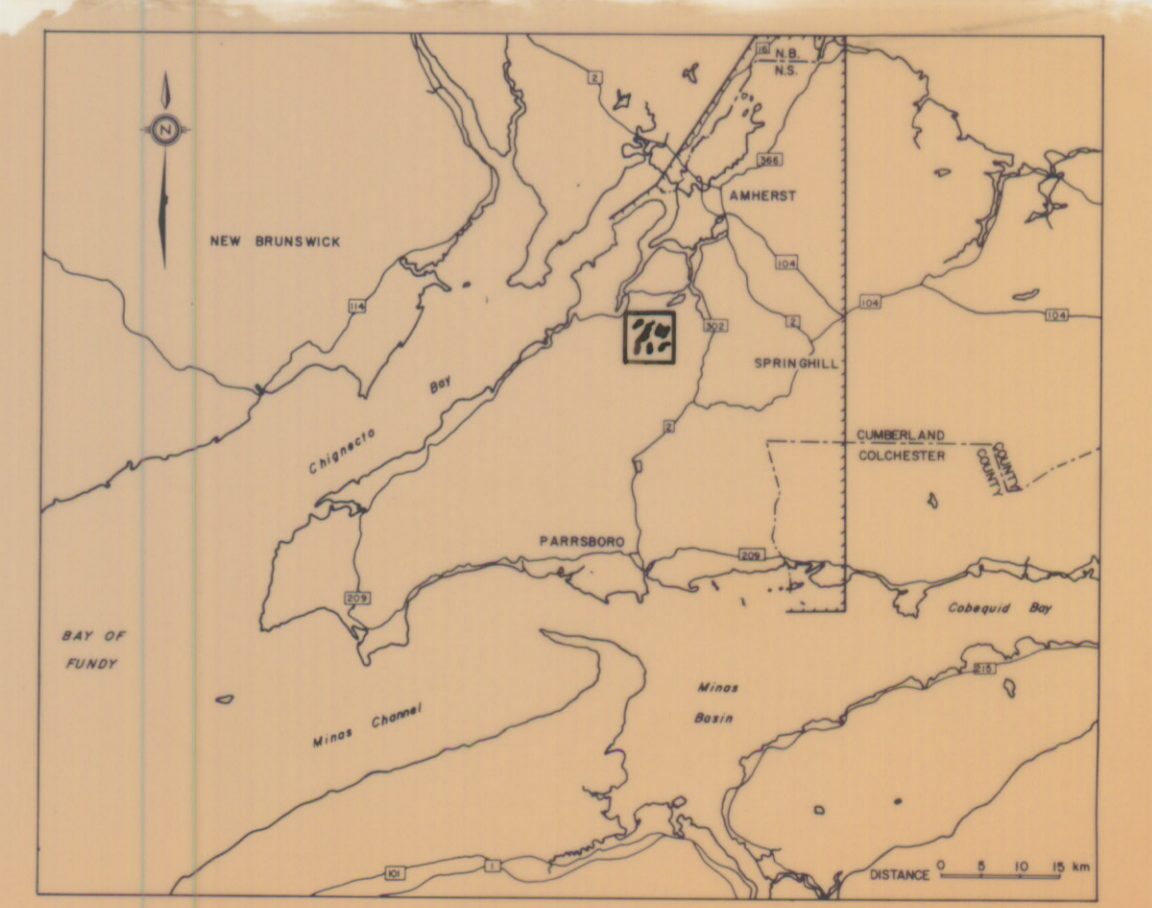 N
2
16
N.B.
N.S.
366
AMHERST
NEW BRUNSWICK
104
114
104
104
302
2
SPRINGHILL
Bay
Chignecto
2
CUMBERLAND
COLCHESTER
COUNTY
COUNTY
PARRSBORO
209
209
Cobequid Bay
BAY OF
FUNDY
215
Minas
Basin
Minas Channel
101
1
DISTANCE
0 5 10 15 km